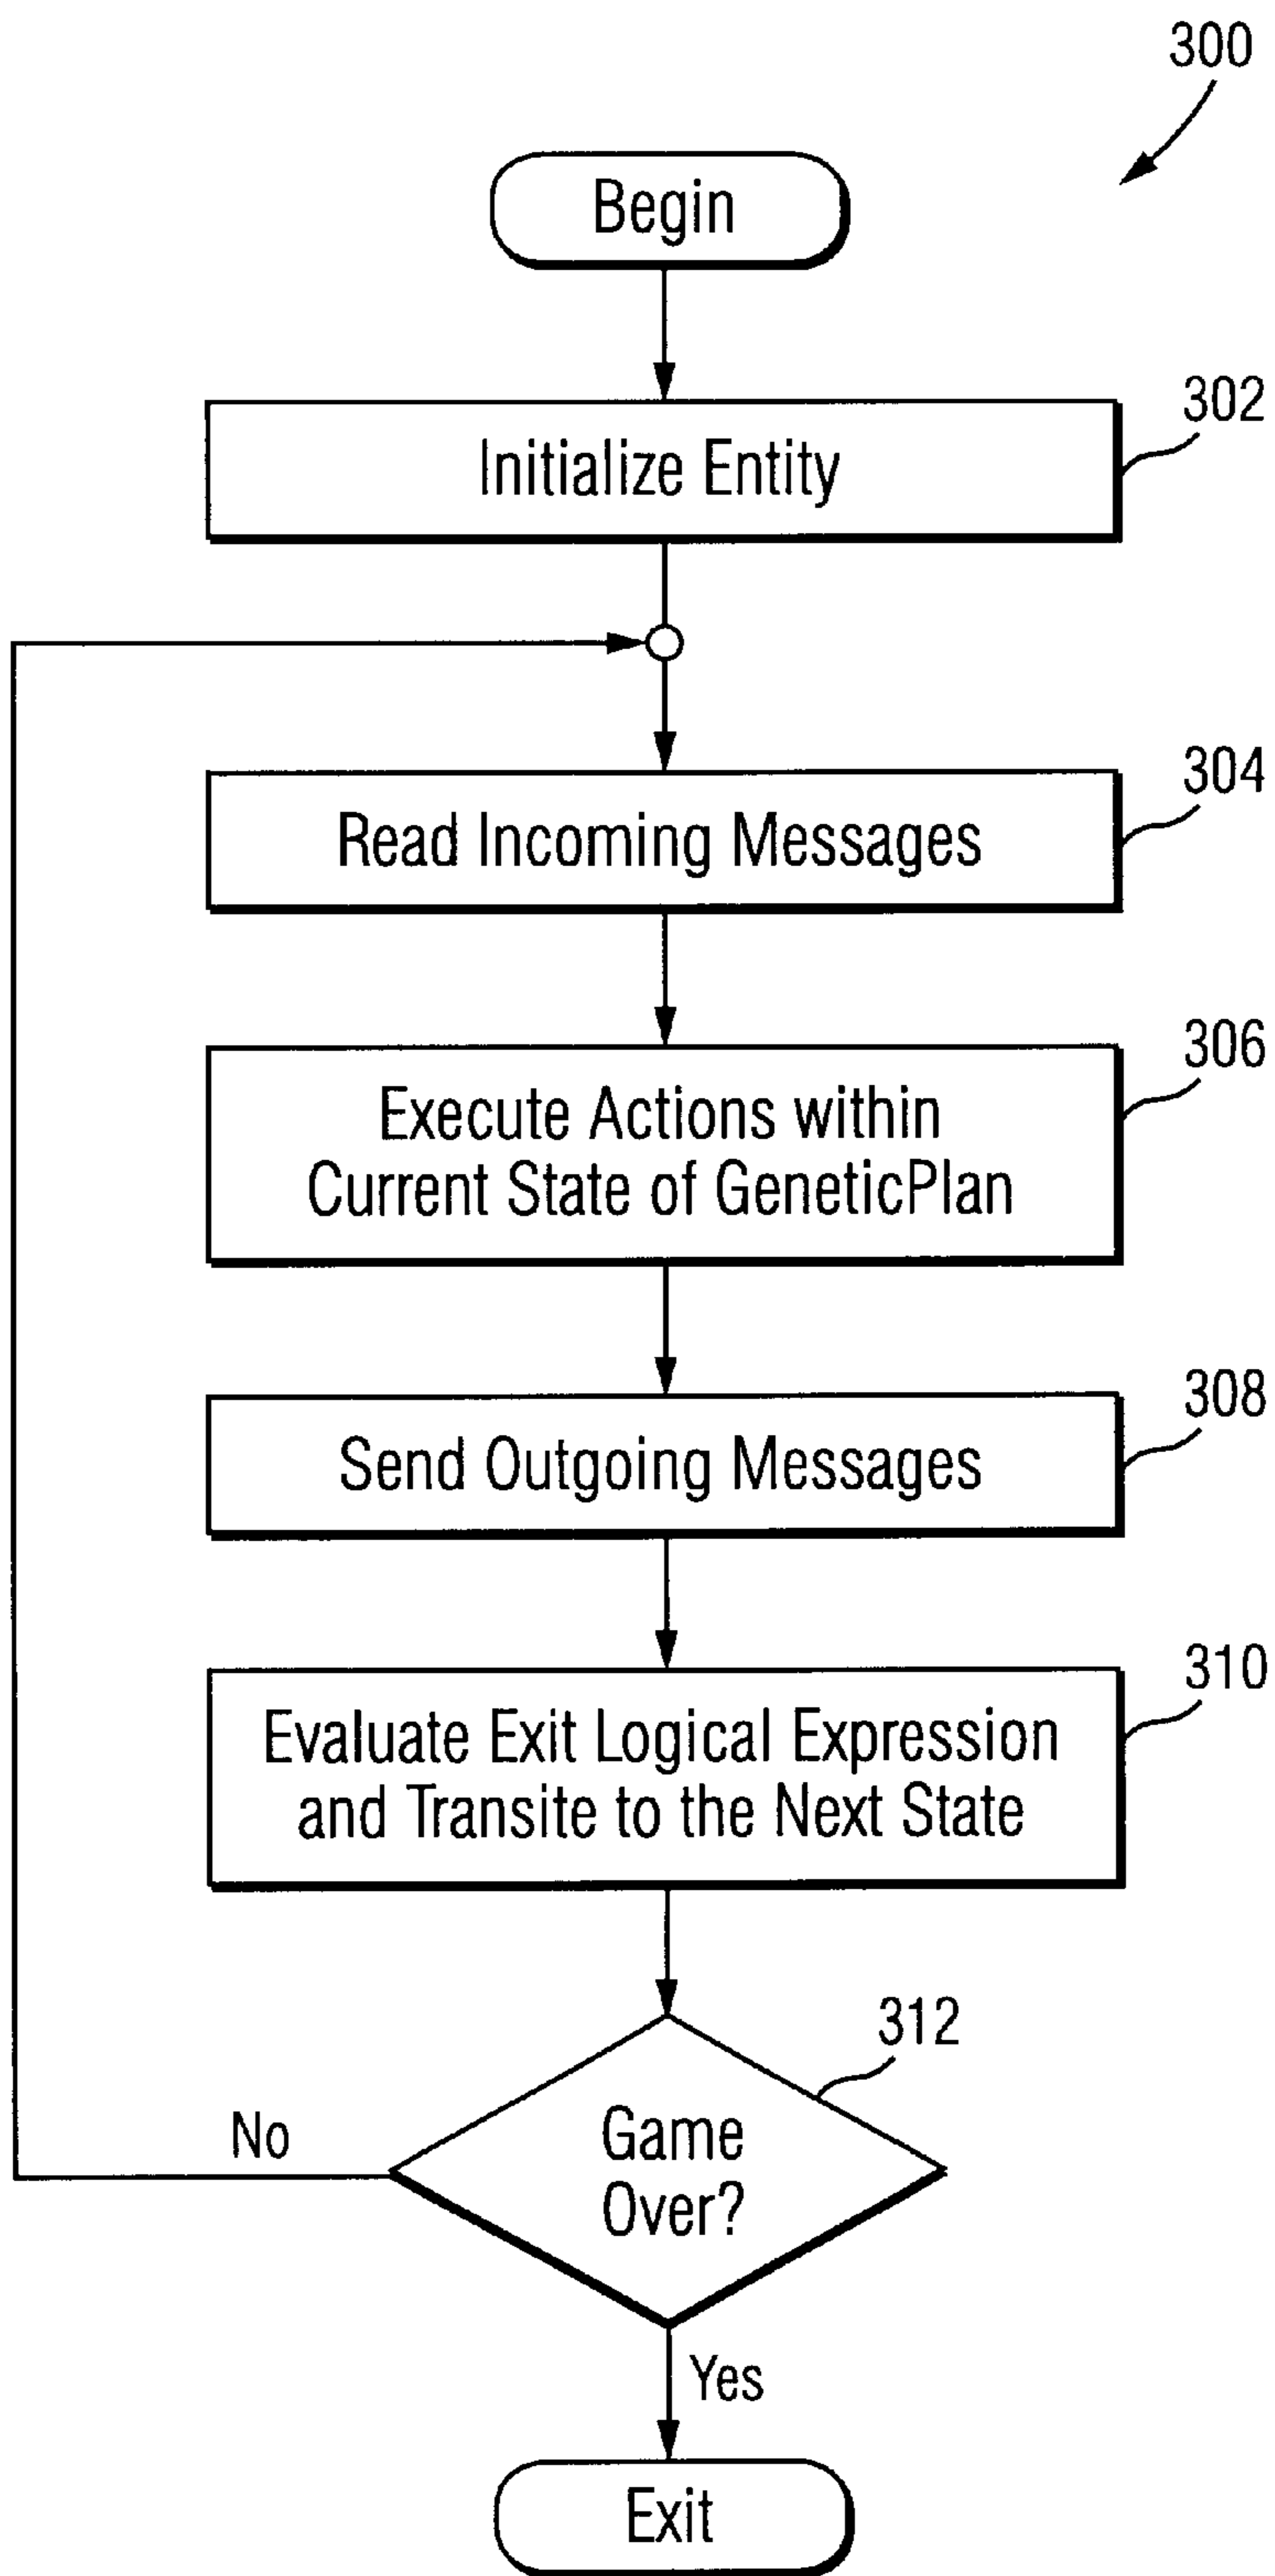 300
Begin
302
Initialize Entity
304
Read Incoming Messages
306
Execute Actions within
Current State of GeneticPlan
308
Send Outgoing Messages
310
Evaluate Exit Logical Expression
and Transite to the Next State
312
Game
Over?
No
Yes
Exit